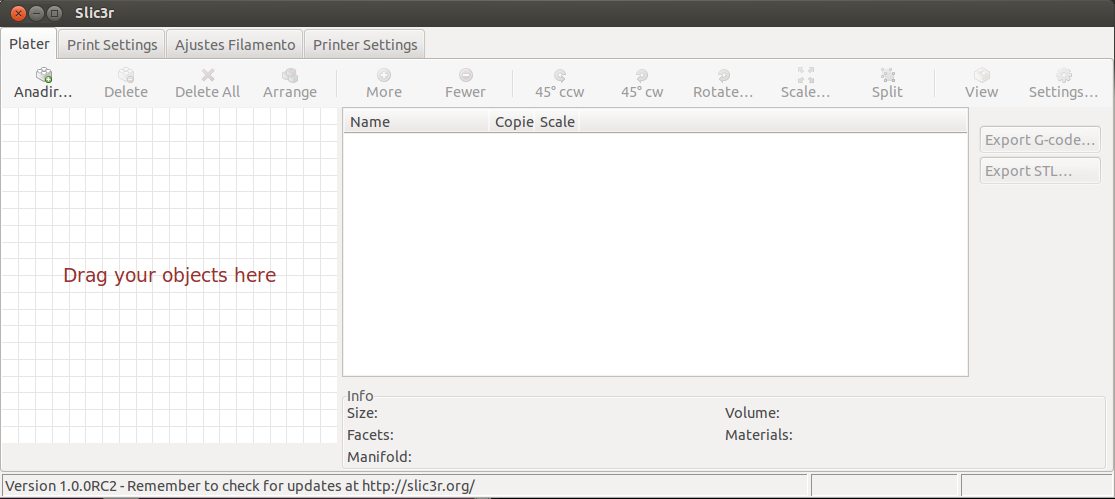 Slic3r
Plater Print Settings Ajustes Filamento Printer Settings
Anadir... Delete Delete All Arrange More Fewer 45° ccw 45° cw Rotate... Scale... Split View Settings...
Name Copie Scale
Export G-code...
Export STL...
Drag your objects here
Info
Size: Volume:
Facets: Materials:
Manifold:
Version 1.0.0RC2 - Remember to check for updates at http://slic3r.org/